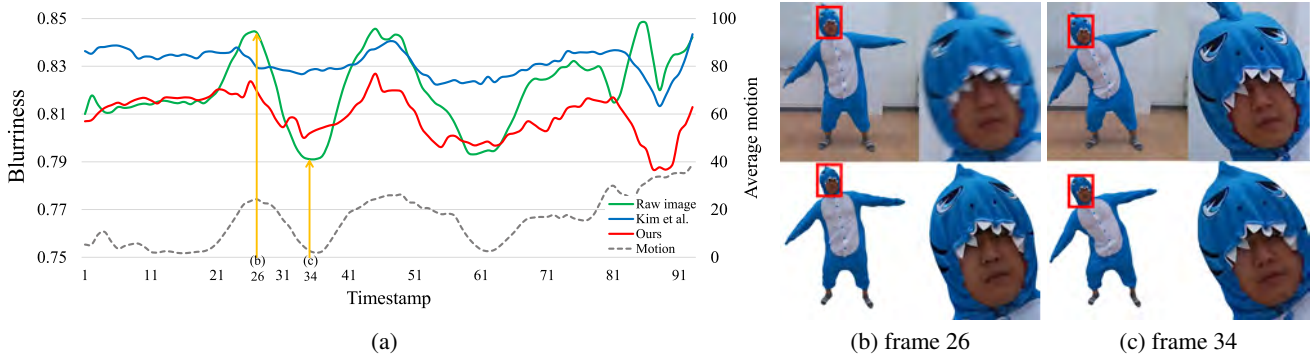 0.85
0.83
0.81
0.79
0.77
0.75
Blurriness
100
80
60
40
20
0
Average motion
Raw image
Kim et al.
Ours
Motion
(b)
(c)
1
11
21
26
31
34
41
51
61
71
81
91
Timestamp
(a)
(b) frame 26
(c) frame 34